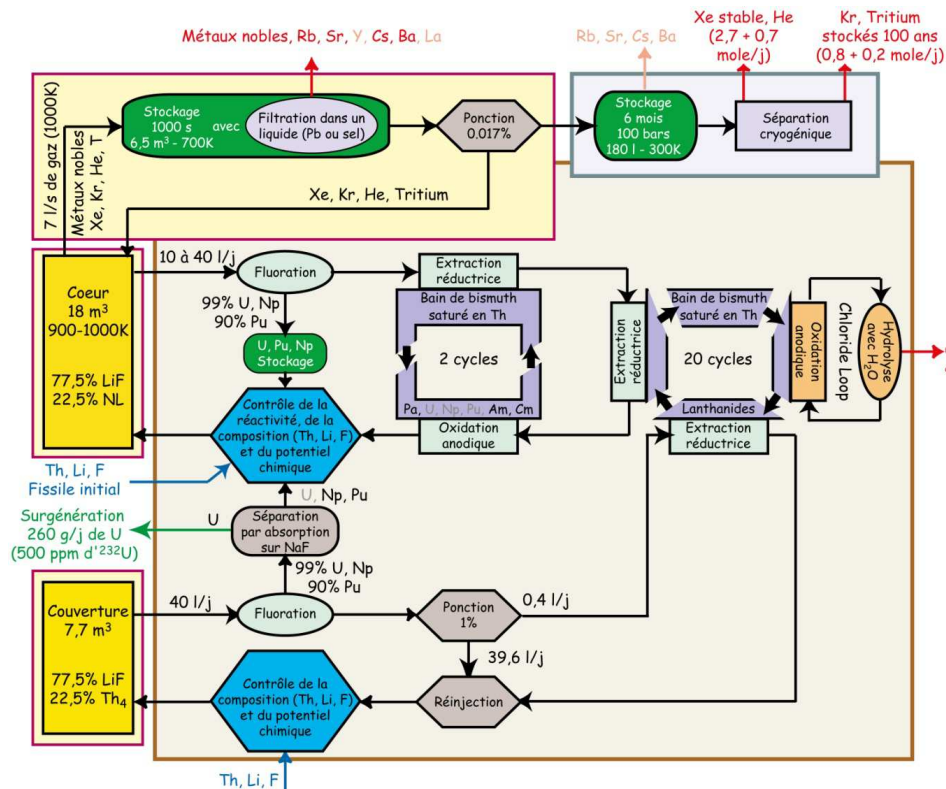 Métaux nobles, Rb, Sr, Y, Cs, Ba, La
Rb, Sr, Cs, Ba
Xe stable, He
(2,7 + 0,7
mole/j)
Kr, Tritium
stockés 100 ans
(0,8 + 0,2 mole/j)
7 l/s de gaz (1000K)
Métaux nobles
Xe, Kr, He, T
Stockage
1000 s
6,5 m³ - 700K
avec
Filtration dans un
liquide (Pb ou sel)
Ponction
0.017%
Stockage
6 mois
100 bars
180 l - 300K
Séparation
cryogénique
Xe, Kr, He, Tritium
Coeur
18 m³
900-1000K
77,5% LiF
22,5% NL
10 à 40 l/j
Fluoration
99% U, Np
90% Pu
U, Pu, Np
Stockage
Extraction
réductrice
Bain de bismuth
saturé en Th
2 cycles
Pa, U, Np, Pu, Am, Cm
Oxidation
anodique
Extraction
réductrice
Bain de bismuth
saturé en Th
20 cycles
Lanthanides
Extraction
réductrice
Oxidation
anodique
Chloride Loop
Hydrolyse
avec H₂O
Contrôle de la
réactivité, de la
composition (Th, Li, F)
et du potentiel
chimique
Th, Li, F
Fissile initial
U, Np, Pu
Surgénération
260 g/j de U
(500 ppm d'²³²U)
U
Séparation
par absorption
sur NaF
99% U, Np
90% Pu
Couverture
7,7 m³
77,5% LiF
22,5% Th₄
40 l/j
Fluoration
Ponction
1%
0,4 l/j
39,6 l/j
Réinjection
Contrôle de la
composition (Th, Li, F)
et du potentiel
chimique
Th, Li, F